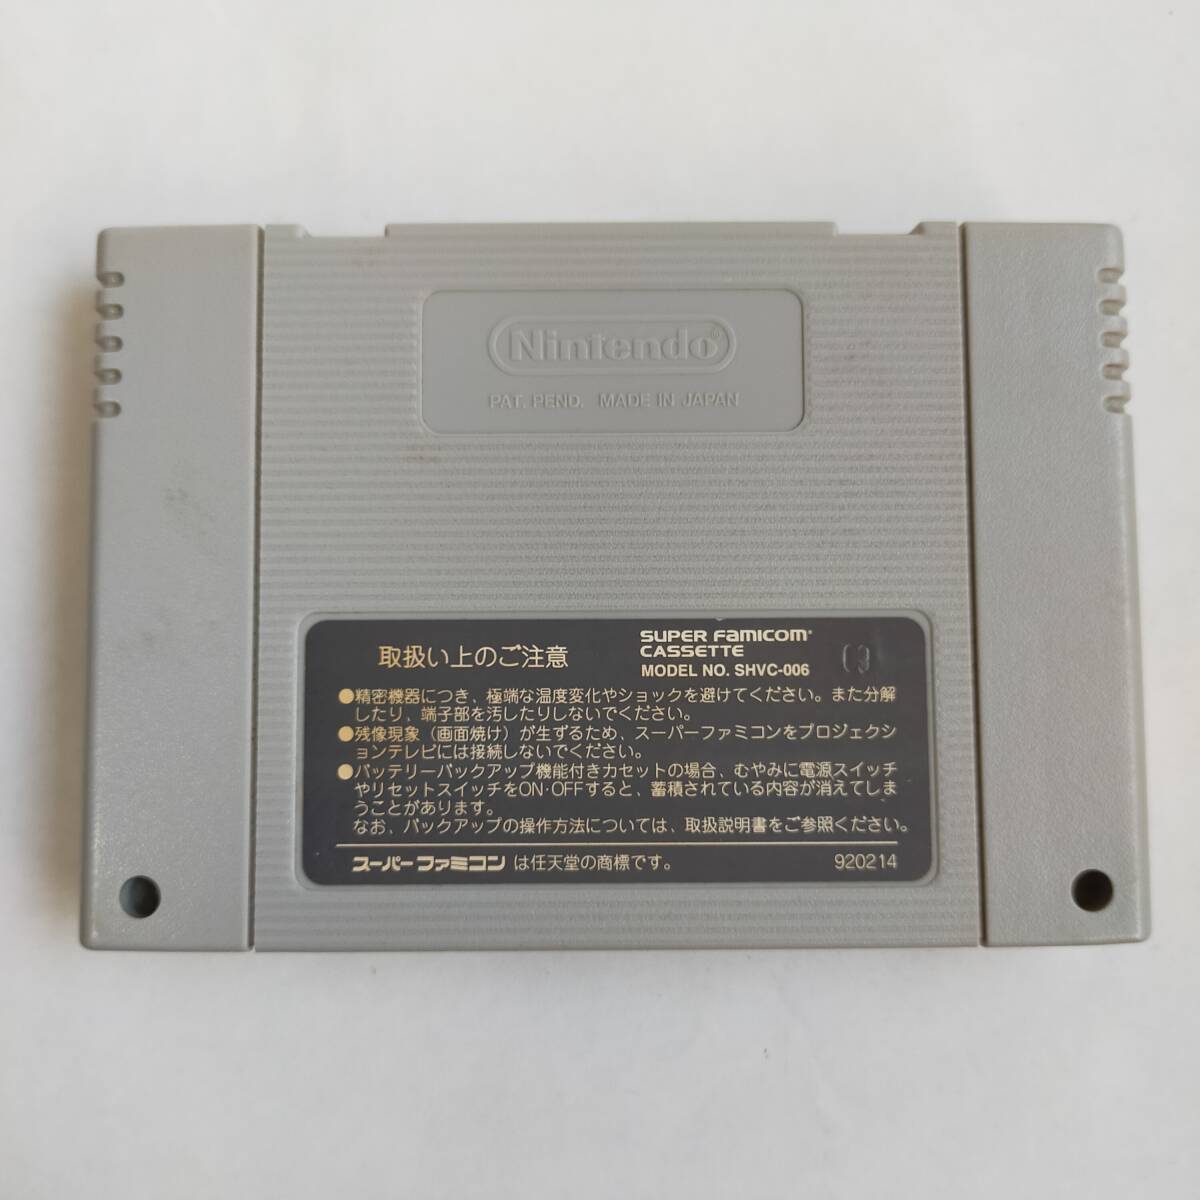 Nintendo®
PAT. PEND. MADE IN JAPAN
取扱い上のご注意
SUPER FAMICOM®
CASSETTE
MODEL NO. SHVC-006
●精密機器につき、極端な温度変化やショックを避けてください。また分解
したり、端子部を汚したりしないでください。
●残像現象（画面焼け）が生ずるため、スーパーファミコンをプロジェクシ
ョンテレビには接続しないでください。
●バッテリーバックアップ機能付きカセットの場合、むやみに電源スイッチ
やリセットスイッチをON・OFFすると、蓄積されている内容が消えてしま
うことがあります。
なお、バックアップの操作方法については、取扱説明書をご参照ください。
スーパーファミコン は任天堂の商標です。
920214